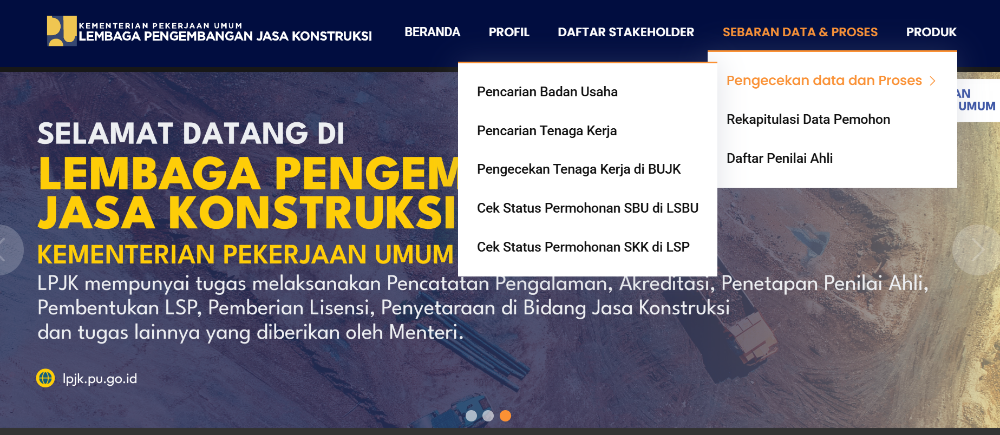 KEMENTERIAN PEKERJAAN UMUM
LEMBAGA PENGEMBANGAN JASA KONSTRUKSI
BERANDA
PROFIL
DAFTAR STAKEHOLDER
SEBARAN DATA & PROSES
PRODUK
Pengecekan data dan Proses
Rekapitulasi Data Pemohon
Daftar Penilai Ahli
Pencarian Badan Usaha
Pencarian Tenaga Kerja
Pengecekan Tenaga Kerja di BUJK
Cek Status Permohonan SBU di LSBU
Cek Status Permohonan SKK di LSP
UMUM
SELAMAT DATANG DI
LEMBAGA PENGEM
JASA KONSTRUKSI
KEMENTERIAN PEKERJAAN UMUM
LPJK mempunyai tugas melaksanakan Pencatatan Pengalaman, Akreditasi, Penetapan Penilai Ahli,
Pembentukan LSP, Pemberian Lisensi, Penyetaraan di Bidang Jasa Konstruksi
dan tugas lainnya yang diberikan oleh Menteri.
lpjk.pu.go.id